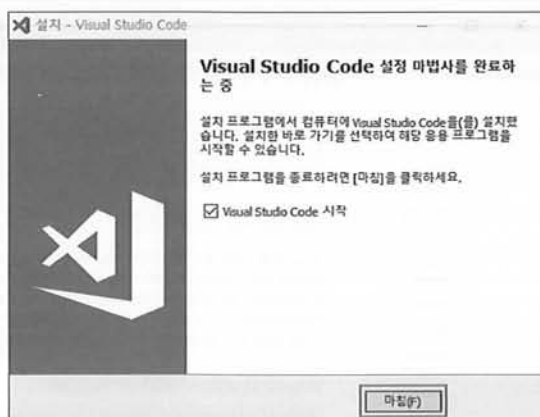 설치 - Visual Studio Code
Visual Studio Code 설정 마법사를 완료하
는 중
설치 프로그램에서 컴퓨터에 Visual Studio Code을(를) 설치했
습니다. 설치한 바로 가기를 선택하여 해당 응용 프로그램을
시작할 수 있습니다.
설치 프로그램을 종료하려면 [마침]을 클릭하세요.
Visual Studio Code 시작
마침(F)